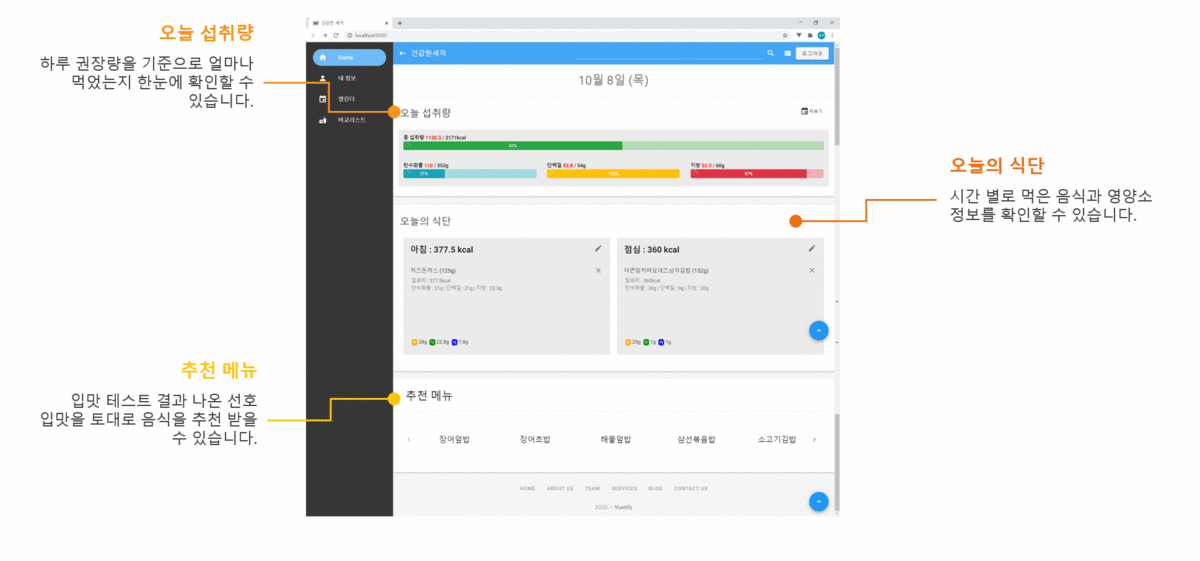 오늘 섭취량
하루 권장량을 기준으로 얼마나
먹었는지 한눈에 확인할 수
있습니다.
추천 메뉴
입맛 테스트 결과 나온 선호
입맛을 토대로 음식을 추천 받을
수 있습니다.
건강한 세끼
localhost:8080
Home
내 정보
캘린더
비교리스트
건강한세끼
로그아웃
10월 8일 (목)
오늘 섭취량
더보기
총 섭취량 1130.5 / 2171kcal
52%
탄수화물 110 / 353g
단백질 53.8 / 54g
지방 52.3 / 60g
31%
100%
87%
오늘의 식단
아침 : 377.5 kcal
치즈돈까스 (125g)
칼로리 : 377.5kcal
탄수화물 : 21g | 단백질 : 21g | 지방 : 23.5g
28g 22.8g 7.8g
점심 : 360 kcal
더큰참치마요네즈삼각김밥 (152g)
칼로리 : 360kcal
탄수화물 : 36g | 단백질 : 9g | 지방 : 20g
25g 1g 1g
추천 메뉴
장어덮밥
장어초밥
해물덮밥
삼선볶음밥
소고기김밥
HOME ABOUT US TEAM SERVICES BLOG CONTACT US
2020 — Vuetify
오늘의 식단
시간 별로 먹은 음식과 영양소
정보를 확인할 수 있습니다.